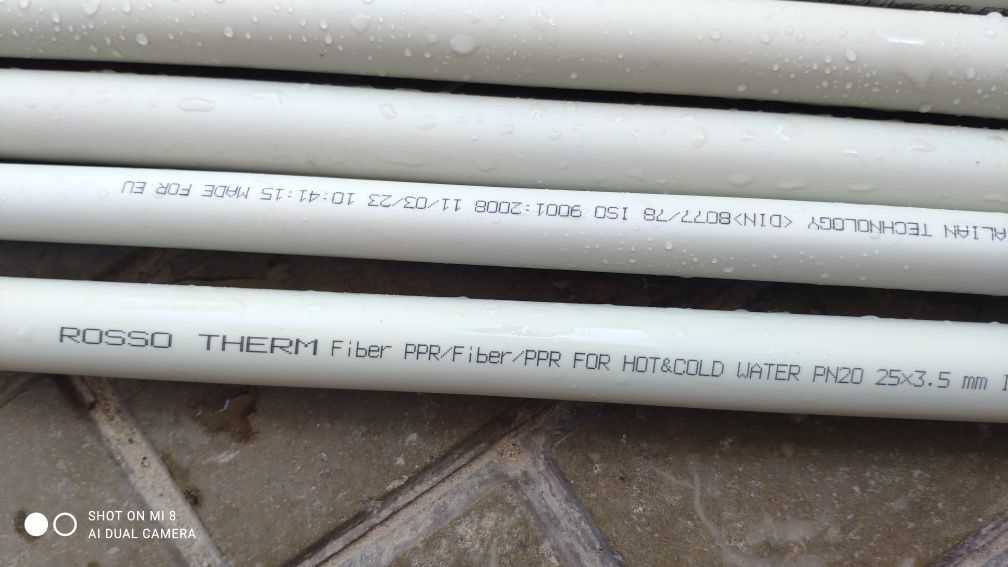 /Fiber/PPR
ALIAN TECHNOLOGY <DIN>8077/78 ISO 9001:2008 11/03/23 10:41:15 MADE FOR EU
ROSSO THERM Fiber PPR/Fiber/PPR FOR HOT&COLD WATER PN20 25x3.5 mm I
SHOT ON MI 8
AI DUAL CAMERA